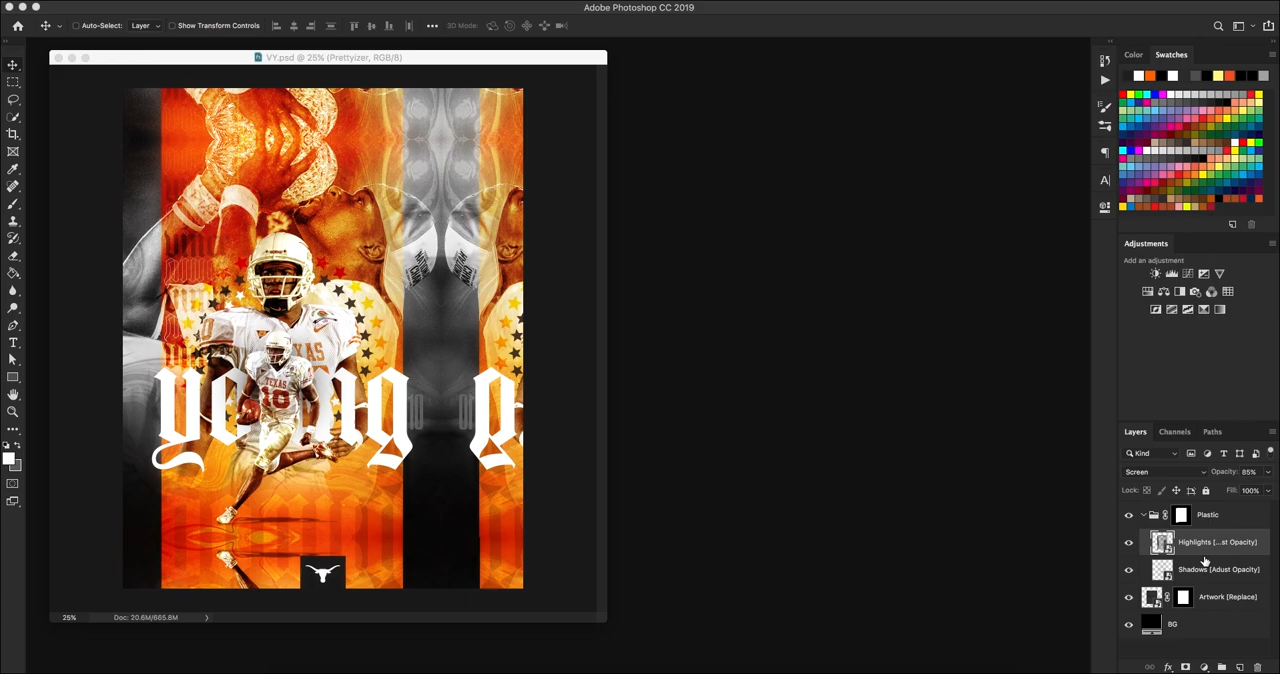 Adobe Photoshop CC 2019
Auto-Select: Layer Show Transform Controls 3D Mode:
VY.psd @ 25% (Prettyizer, RGB/8)
Color Swatches
Adjustments
Add an adjustment
TEXAS
TEXAS
10
young
25% Doc: 20.6M/665.8M
Layers Channels Paths
Kind
Screen Opacity: 85%
Lock: Fill: 100%
Plastic
Highlights [...st Opacity]
Shadows [Adust Opacity]
Artwork [Replace]
BG
fx